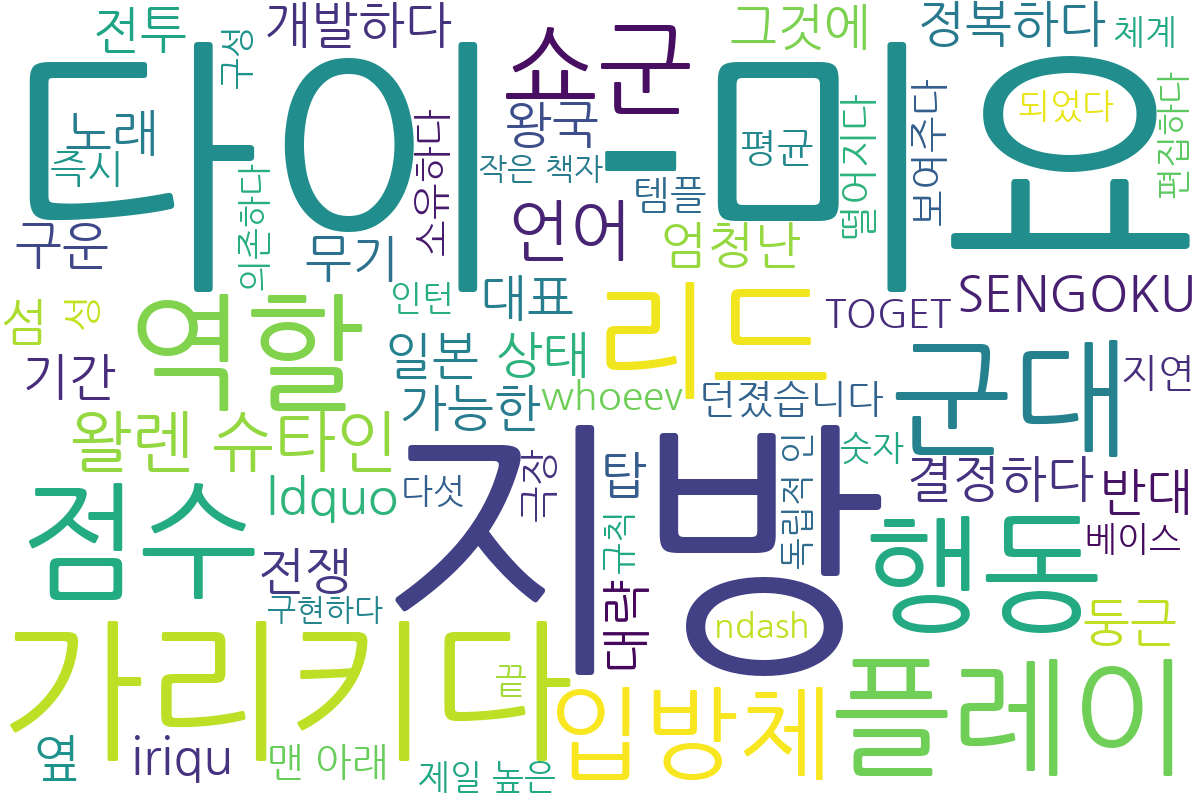 전투
개발하다
쇼군
그것에
정복하다
체계
구성
다이묘
노래
즉시
왕국
작은 책자
평균
되었다
떨어지다
보여주다
편집하다
소유하다
의존하다
템플
언어
엄청난
구운
무기
인턴
대표
TOGET
SENGOKU
섬
성
역할
리드
기간
일본
상태
군대
지연
가능한
whoeev
던졌습니다
왈렌 슈타인
숫자
점수
ldquo
다섯
극장
지방
탑
독립적 인
결정하다
반대
베이스
규칙
행동
전쟁
구현하다
대략
ndash
둥근
가리키다
끝
입방체
플레이
옆
iriqu
맨 아래
제일 높은